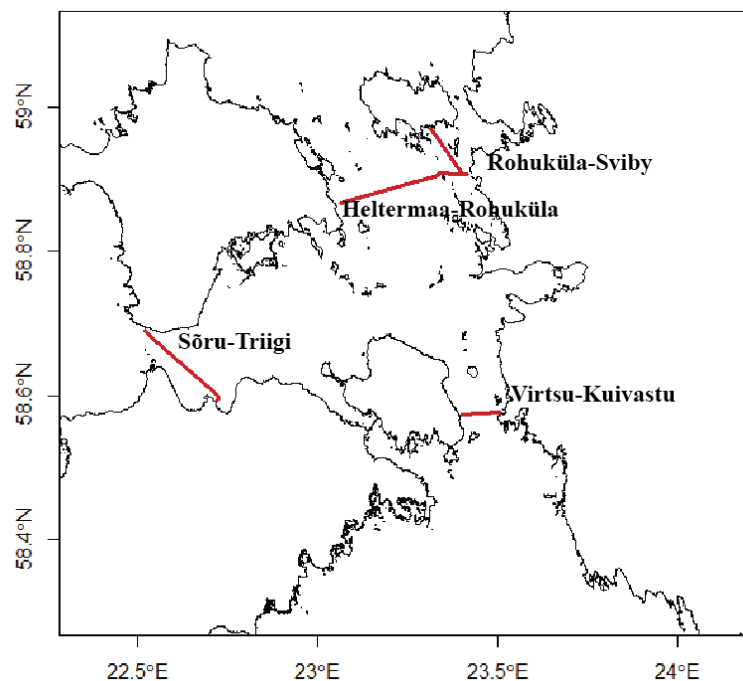 59°N
Rohuküla-Sviby
Heltermaa-Rohuküla
58.8°N
Sõru-Triigi
58.6°N
Virtsu-Kuivastu
58.4°N
22.5°E
23°E
23.5°E
24°E